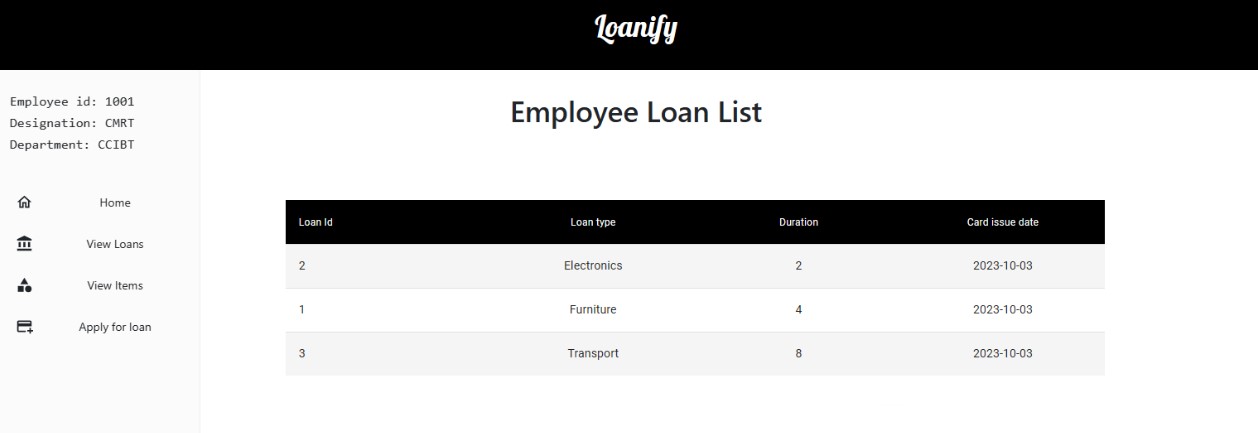 Loanify
Employee id: 1001
Designation: CMRT
Department: CCIBT
Home
View Loans
View Items
Apply for loan
Employee Loan List
Loan Id Loan type Duration Card issue date
2 Electronics 2 2023-10-03
1 Furniture 4 2023-10-03
3 Transport 8 2023-10-03